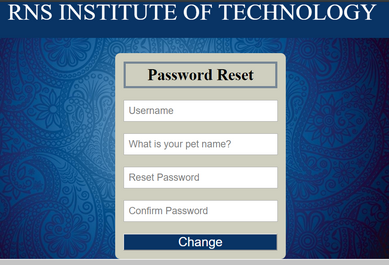 RNS INSTITUTE OF TECHNOLOGY
Password Reset
Username
What is your pet name?
Reset Password
Confirm Password
Change